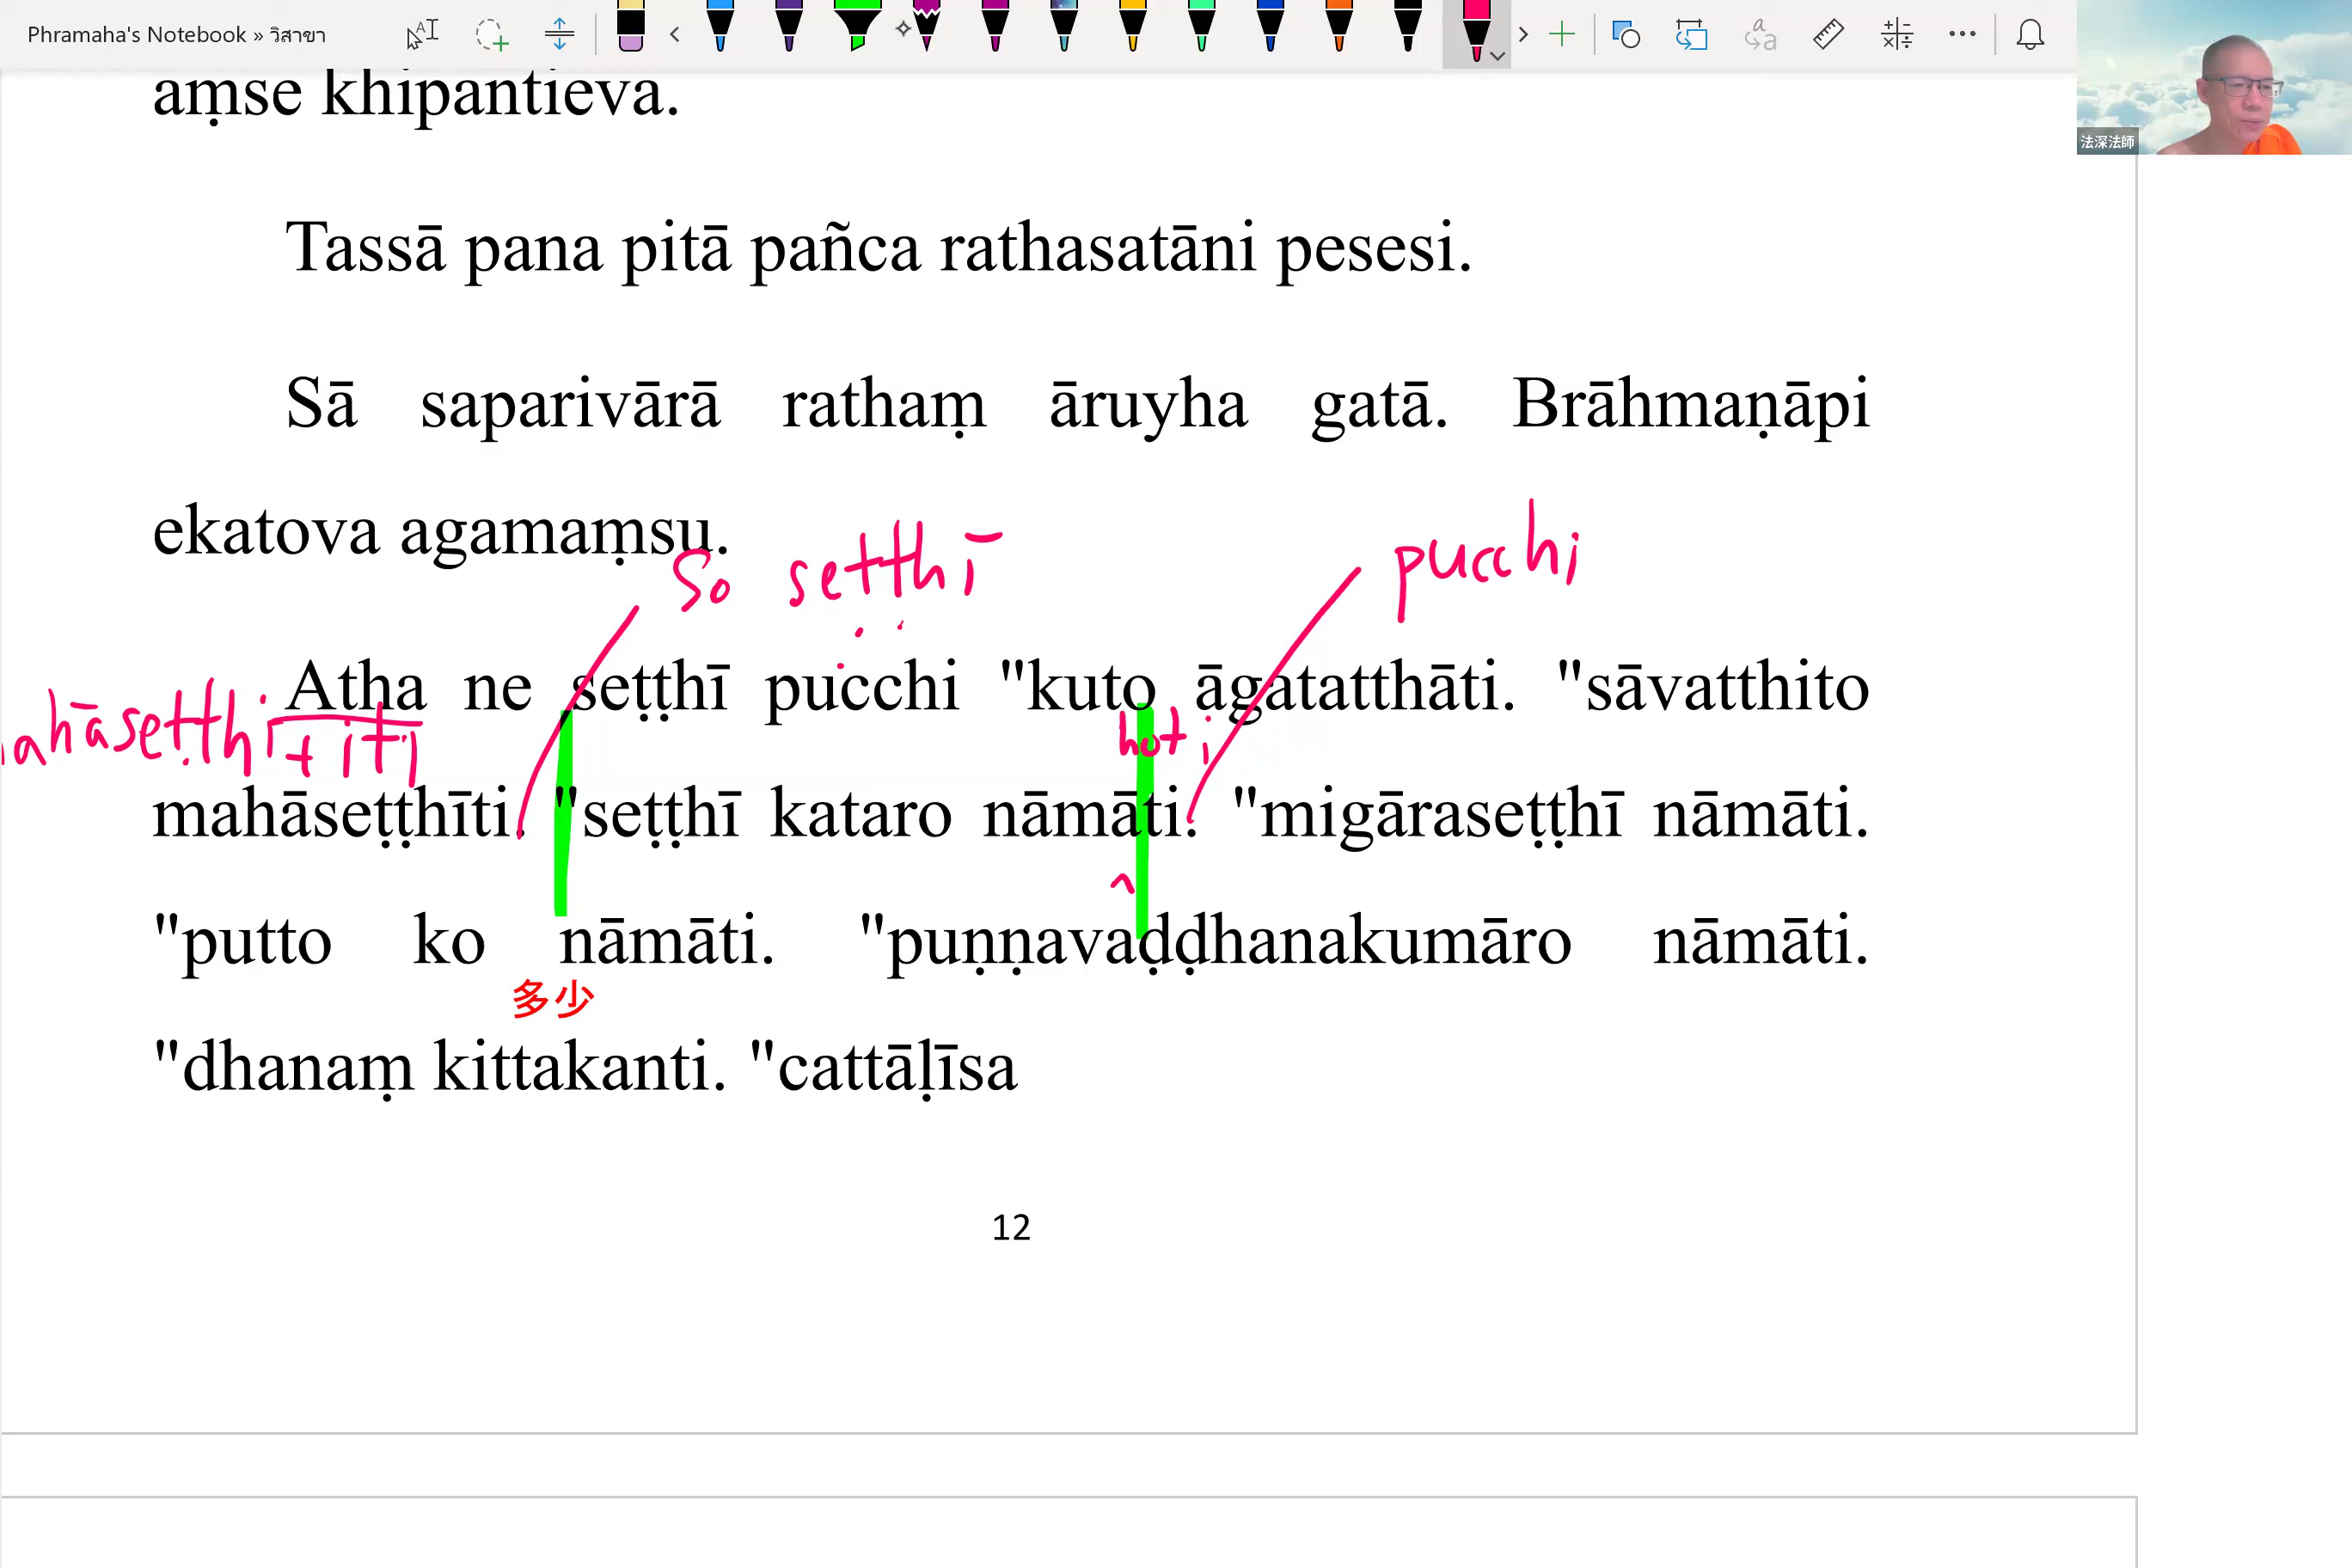 Phramaha's Notebook » วิสาขา
法深法師
aṃse khipantieva.
Tassā pana pitā pañca rathasatāni pesesi.
Sā saparivārā rathaṃ āruyha gatā. Brāhmaṇāpi
ekatova agamaṃsu.
So seṭṭhī
pucchi
Atha ne seṭṭhī pucchi "kuto āgatatthāti. "sāvatthito
ahāseṭṭhi + iti
hoti
mahāseṭṭhīti. "seṭṭhī kataro nāmāti. "migāraseṭṭhī nāmāti.
"putto ko nāmāti. "puṇṇavaḍḍhanakumāro nāmāti.
多少
"dhanaṃ kittakanti. "cattāḷīsa
12